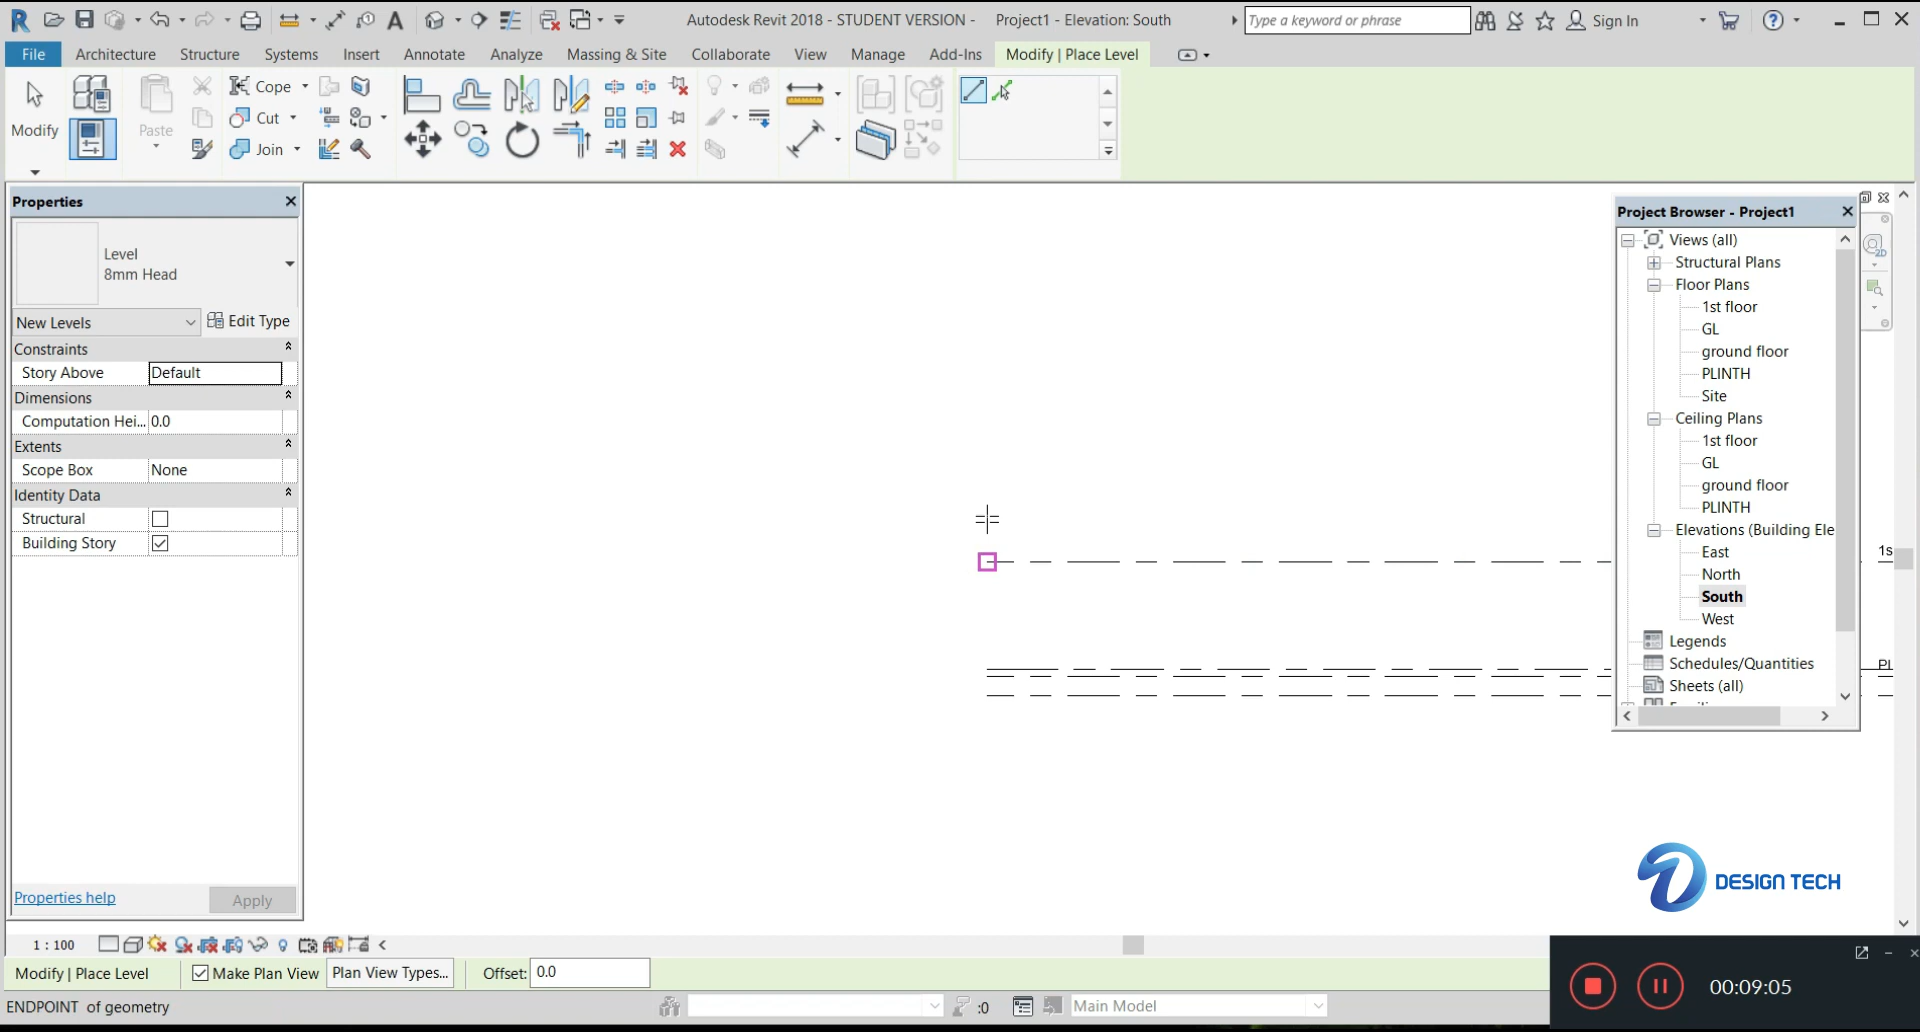 Autodesk Revit 2018 - STUDENT VERSION - Project1 - Elevation: South
Type a keyword or phrase
Sign In
File Architecture Structure Systems Insert Annotate Analyze Massing & Site Collaborate View Manage Add-Ins Modify | Place Level
Modify
Paste
Cope
Cut
Join
Properties
Level
8mm Head
New Levels
Edit Type
Constraints
Story Above Default
Dimensions
Computation Hei... 0.0
Extents
Scope Box None
Identity Data
Structural
Building Story
Properties help
Apply
Project Browser - Project1
Views (all)
Structural Plans
Floor Plans
1st floor
GL
ground floor
PLINTH
Site
Ceiling Plans
1st floor
GL
ground floor
PLINTH
Elevations (Building Ele
East
North
South
West
Legends
Schedules/Quantities
Sheets (all)
2D
1s
PL
DESIGN TECH
1 : 100
Modify | Place Level
Make Plan View
Plan View Types...
Offset: 0.0
ENDPOINT of geometry
:0
Main Model
00:09:05